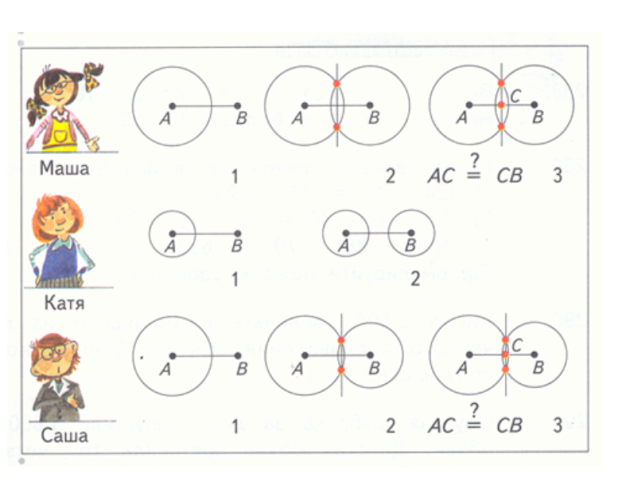 A B A B A C B
Маша 1 2 AC ?= CB 3
A B A B
Катя 1 2
A B A B A C B
Саша 1 2 AC ?= CB 3